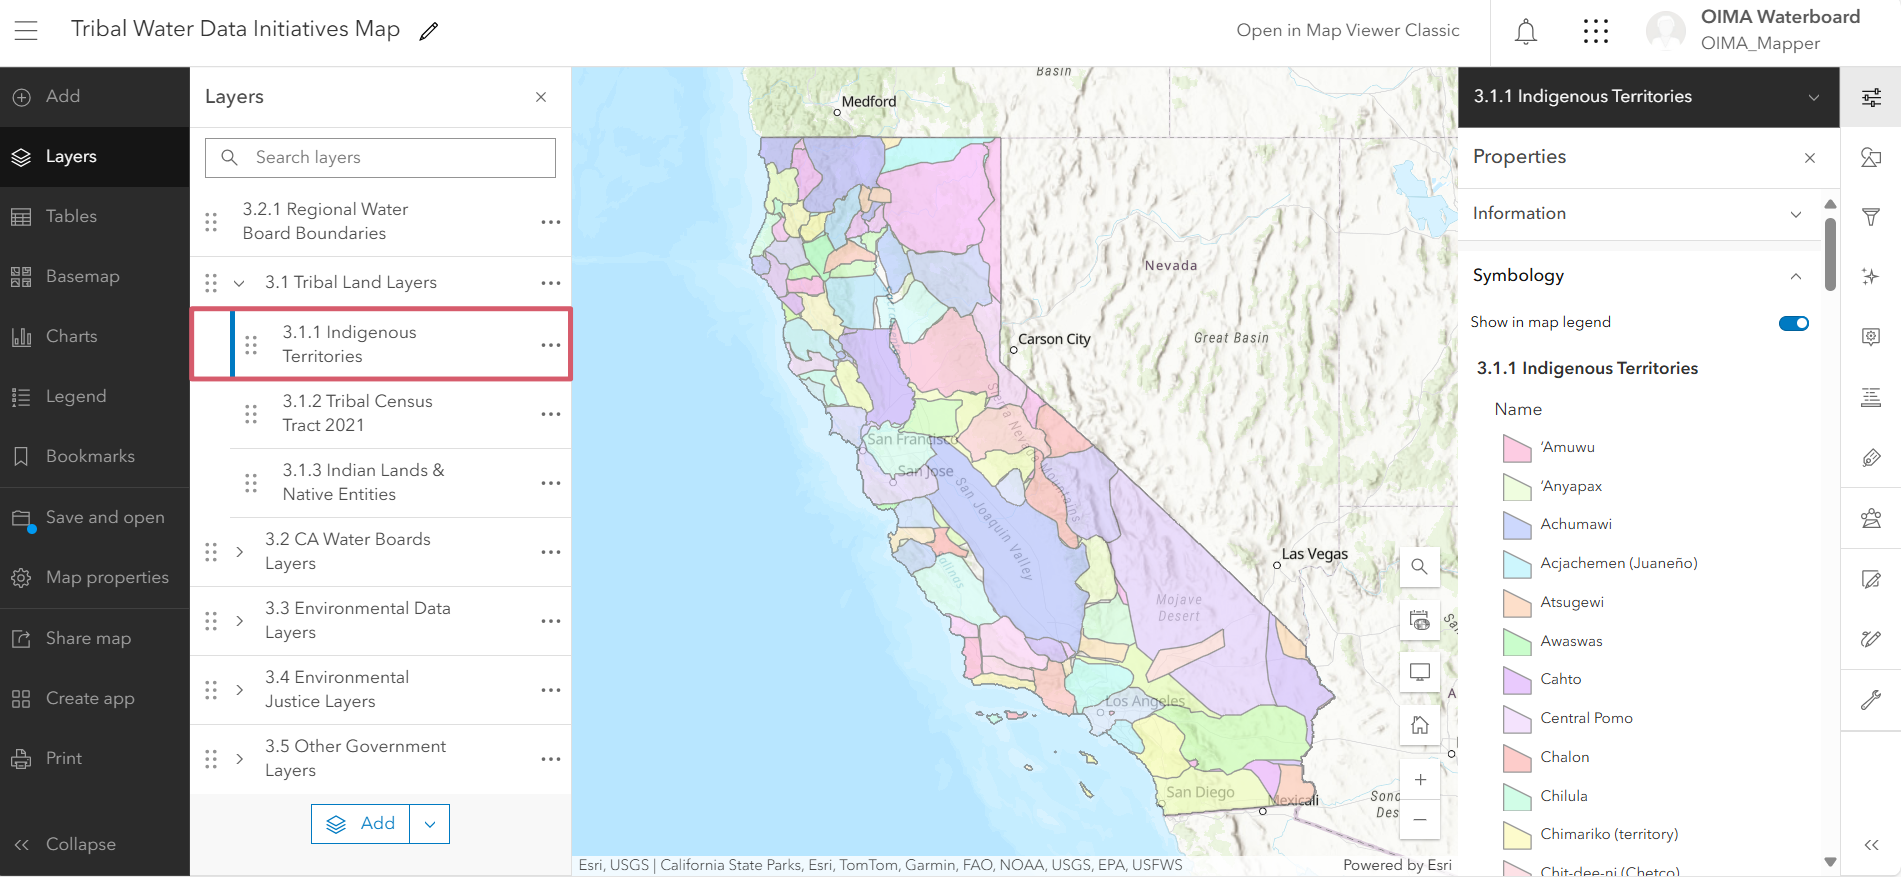 Tribal Water Data Initiatives Map
Open in Map Viewer Classic
OIMA Waterboard
OIMA_Mapper
Add
Layers
Tables
Basemap
Charts
Legend
Bookmarks
Save and open
Map properties
Share map
Create app
Print
Collapse
Layers
Search layers
3.2.1 Regional Water
Board Boundaries
3.1 Tribal Land Layers
3.1.1 Indigenous
Territories
3.1.2 Tribal Census
Tract 2021
3.1.3 Indian Lands &
Native Entities
3.2 CA Water Boards
Layers
3.3 Environmental Data
Layers
3.4 Environmental
Justice Layers
3.5 Other Government
Layers
Add
Basin
Medford
Nevada
Great Basin
Carson City
Sierra Nevada Mountains
San Francisco
San Jose
San Joaquin Valley
Las Vegas
Mojave
Desert
Los Angeles
San Diego
Mexicali
Esri, USGS | California State Parks, Esri, TomTom, Garmin, FAO, NOAA, USGS, EPA, USFWS
Powered by Esri
3.1.1 Indigenous Territories
Properties
Information
Symbology
Show in map legend
3.1.1 Indigenous Territories
Name
‘Amuwu
‘Anyapax
Achumawi
Acjachemen (Juaneño)
Atsugewi
Awaswas
Cahto
Central Pomo
Chalon
Chilula
Chimariko (territory)
Chit-dee-ni (Chetco)